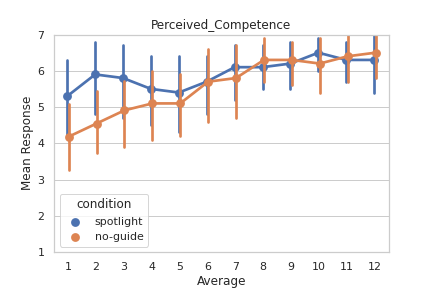 Perceived_Competence
Mean Response
7
6
5
4
3
2
1
condition
spotlight
no-guide
1 2 3 4 5 6 7 8 9 10 11 12
Average